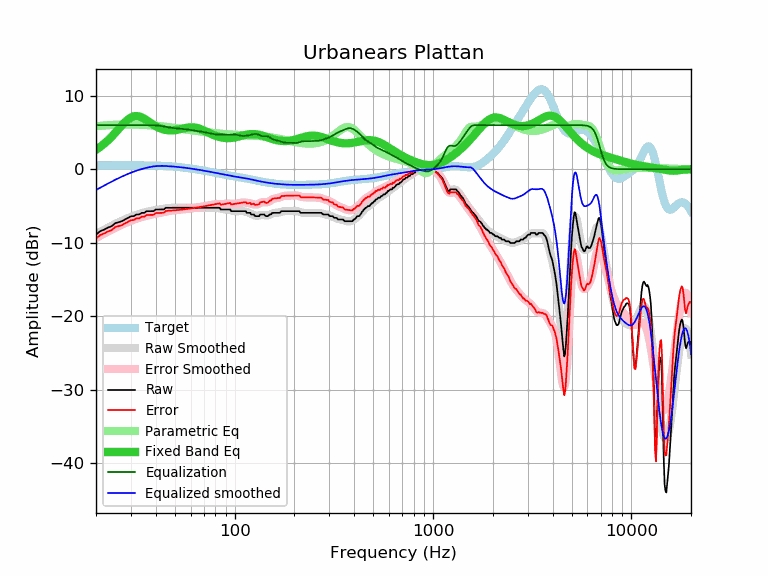 Urbanears Plattan
10
0
−10
−20
−30
−40
Amplitude (dBr)
Target
Raw Smoothed
Error Smoothed
Raw
Error
Parametric Eq
Fixed Band Eq
Equalization
Equalized smoothed
100
1000
10000
Frequency (Hz)